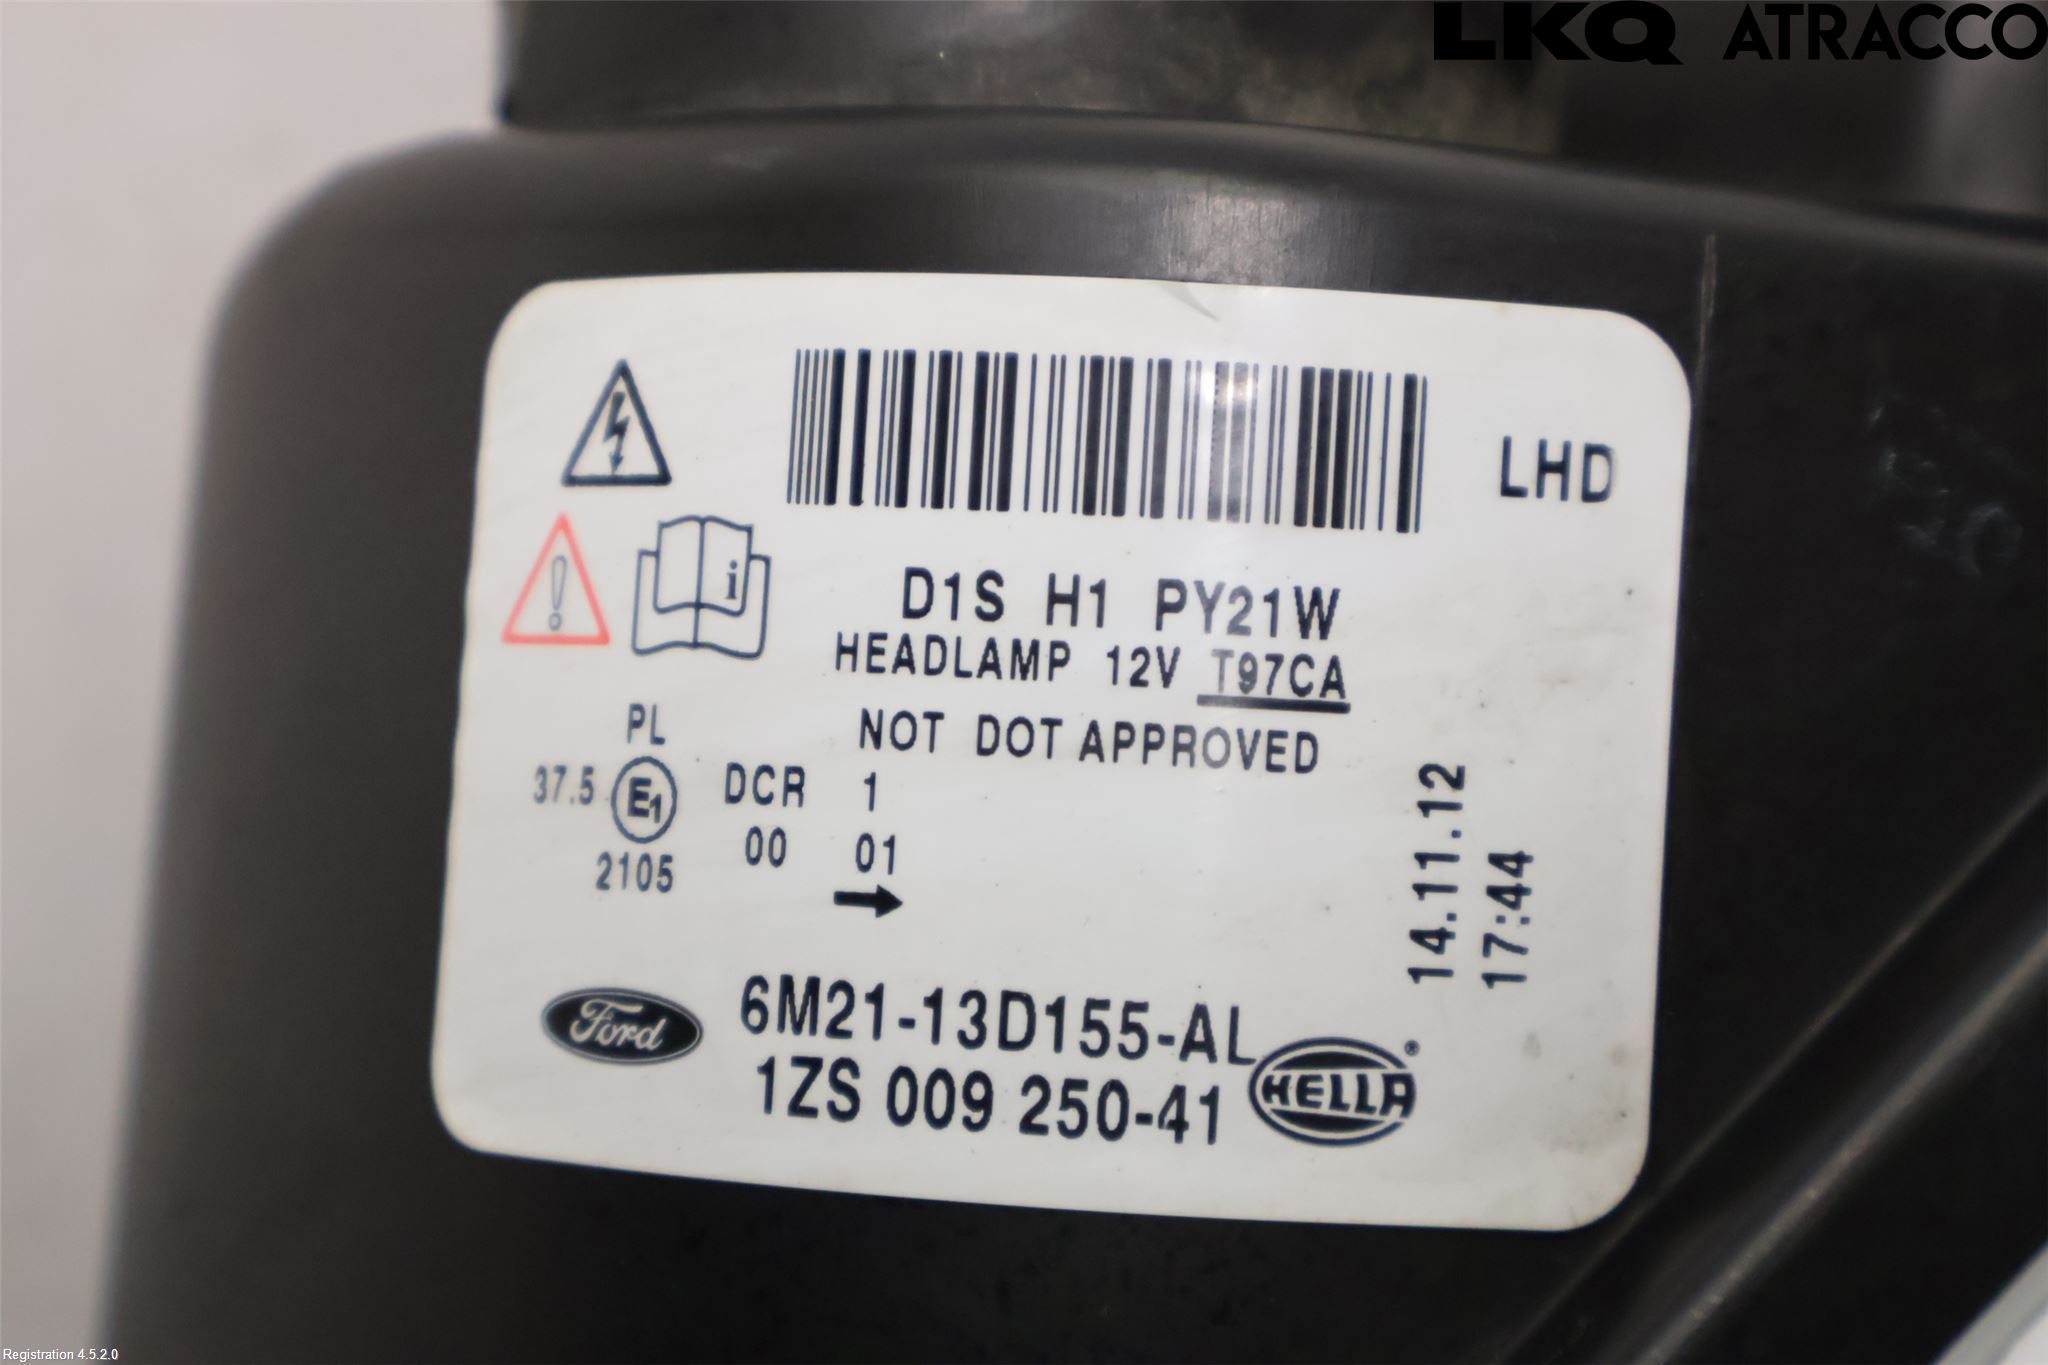 LKQ ATRACCO
LHD
i
D1S H1 PY21W
HEADLAMP 12V T97CA
NOT DOT APPROVED
PL
37.5 E1 DCR 1
2105 00 01
14.11.12
17:44
Ford 6M21-13D155-AL
1ZS 009 250-41 HELLA
Registration 4.5.2.0